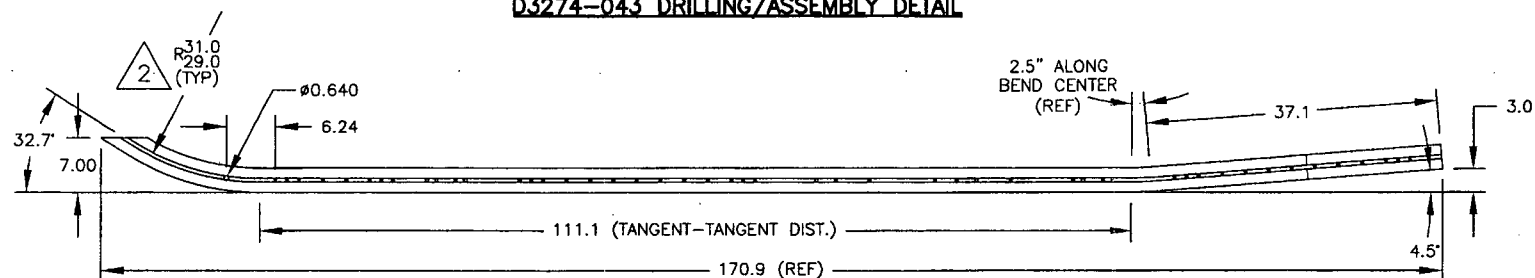 D3274-043 DRILLING/ASSEMBLY DETAIL
2
R31.0
29.0
(TYP)
ø0.640
6.24
32.7°
7.00
2.5" ALONG
BEND CENTER
(REF)
37.1
3.0
111.1 (TANGENT-TANGENT DIST.)
4.5°
170.9 (REF)